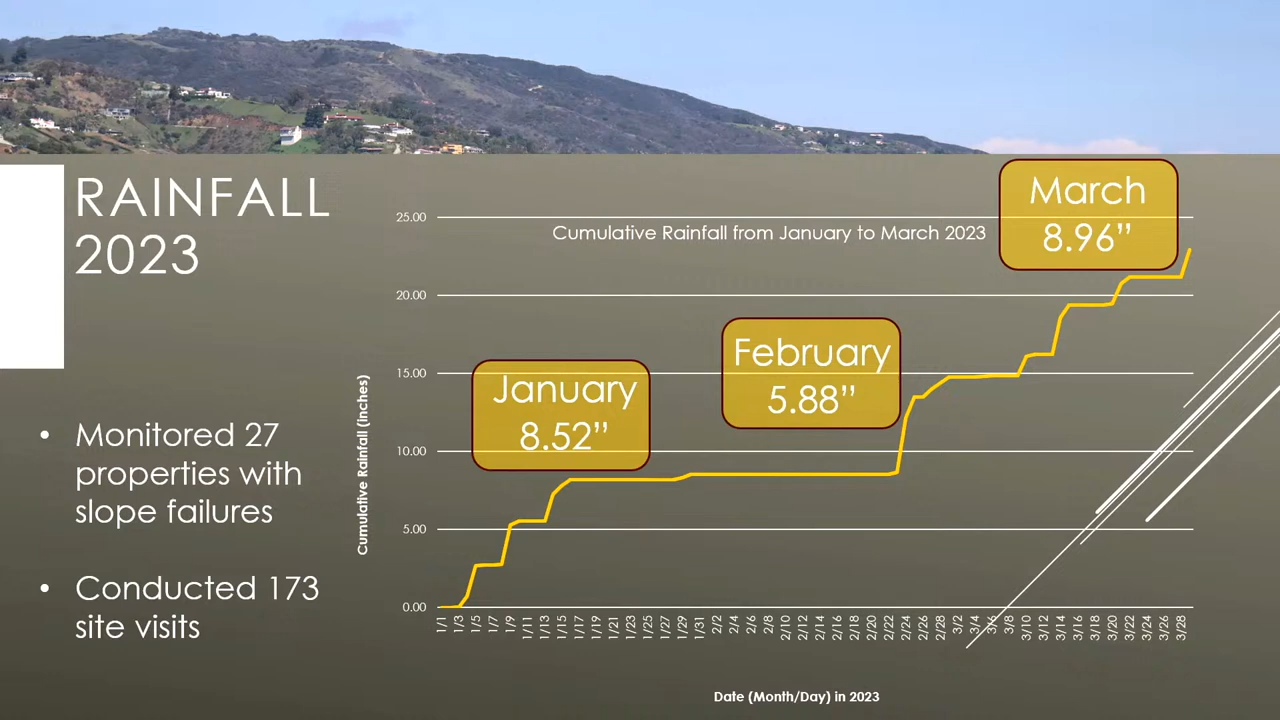 RAINFALL
2023
• Monitored 27
properties with
slope failures
• Conducted 173
site visits
Cumulative Rainfall from January to March 2023
January
8.52”
February
5.88”
March
8.96”
Cumulative Rainfall (inches)
25.00
20.00
15.00
10.00
5.00
0.00
1/1 1/3 1/5 1/7 1/9 1/11 1/13 1/15 1/17 1/19 1/21 1/23 1/25 1/27 1/29 1/31 2/2 2/4 2/6 2/8 2/10 2/12 2/14 2/16 2/18 2/20 2/22 2/24 2/26 2/28 3/2 3/4 3/6 3/8 3/10 3/12 3/14 3/16 3/18 3/20 3/22 3/24 3/26 3/28
Date (Month/Day) in 2023